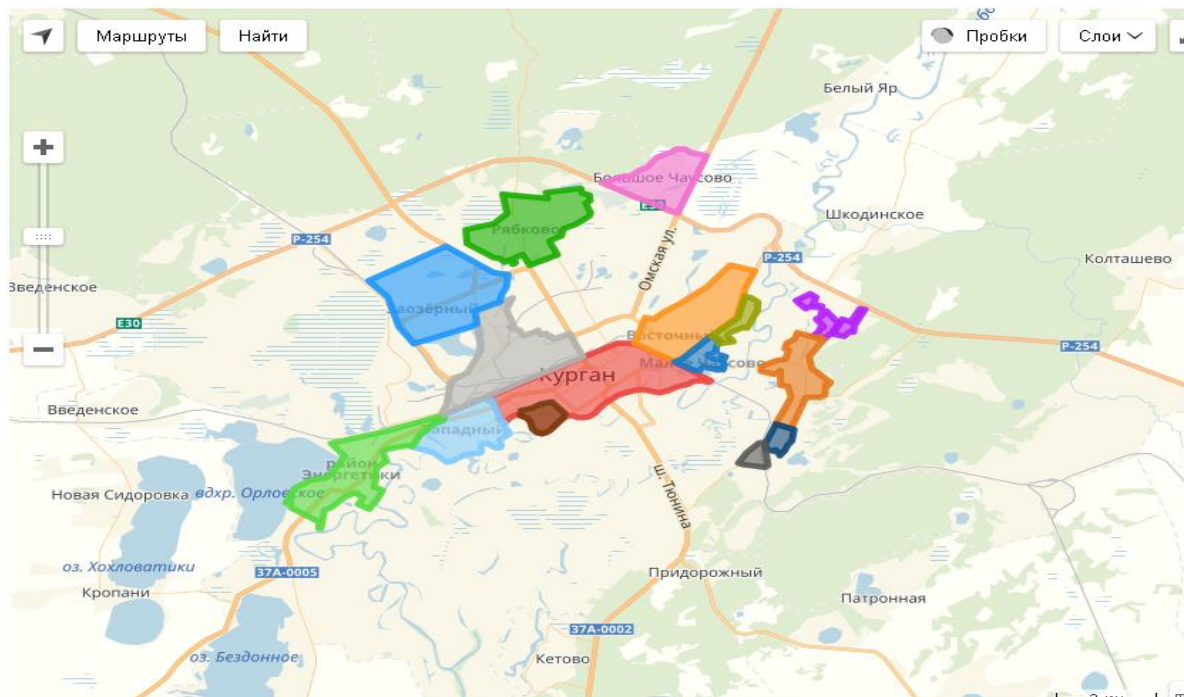 Маршруты
Найти
Пробки
Слои
Белый Яр
Большое Чаусово
Шкодинское
Рябково
Омская ул.
Р-254
Р-254
Колташево
Введенское
Заозёрный
Е30
Восточный
Р-254
Курган
Введенское
Западный
район
Энергетики
Новая Сидоровка
вдхр. Орловское
ш. Тюнина
оз. Хохловатики
37А-0005
Придорожный
Кропани
Патронная
37А-0002
оз. Бездонное
Кетово